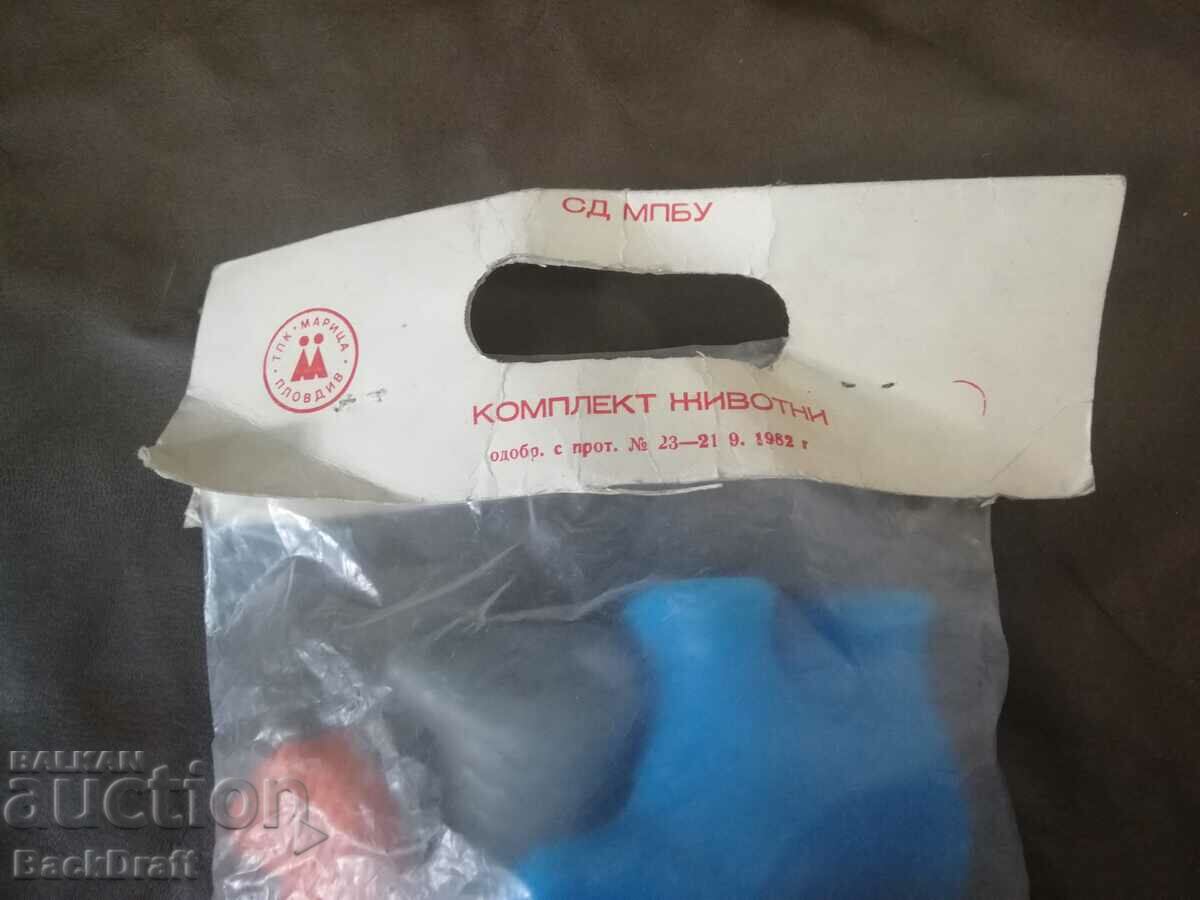 СД МПБУ
ТПК • МАРИЦА • ПЛОВДИВ
КОМПЛЕКТ ЖИВОТНИ
одобр. с прот. № 23—21 9. 1982 г
BALKAN
auction
BackDraft